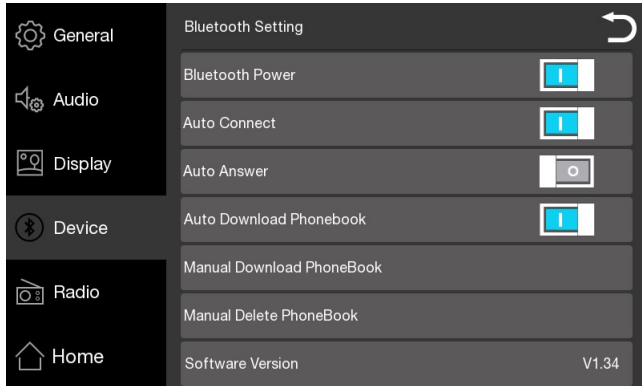 General
Audio
Display
Device
Radio
Home
Bluetooth Setting
Bluetooth Power
Auto Connect
Auto Answer
Auto Download Phonebook
Manual Download PhoneBook
Manual Delete PhoneBook
Software Version V1.34